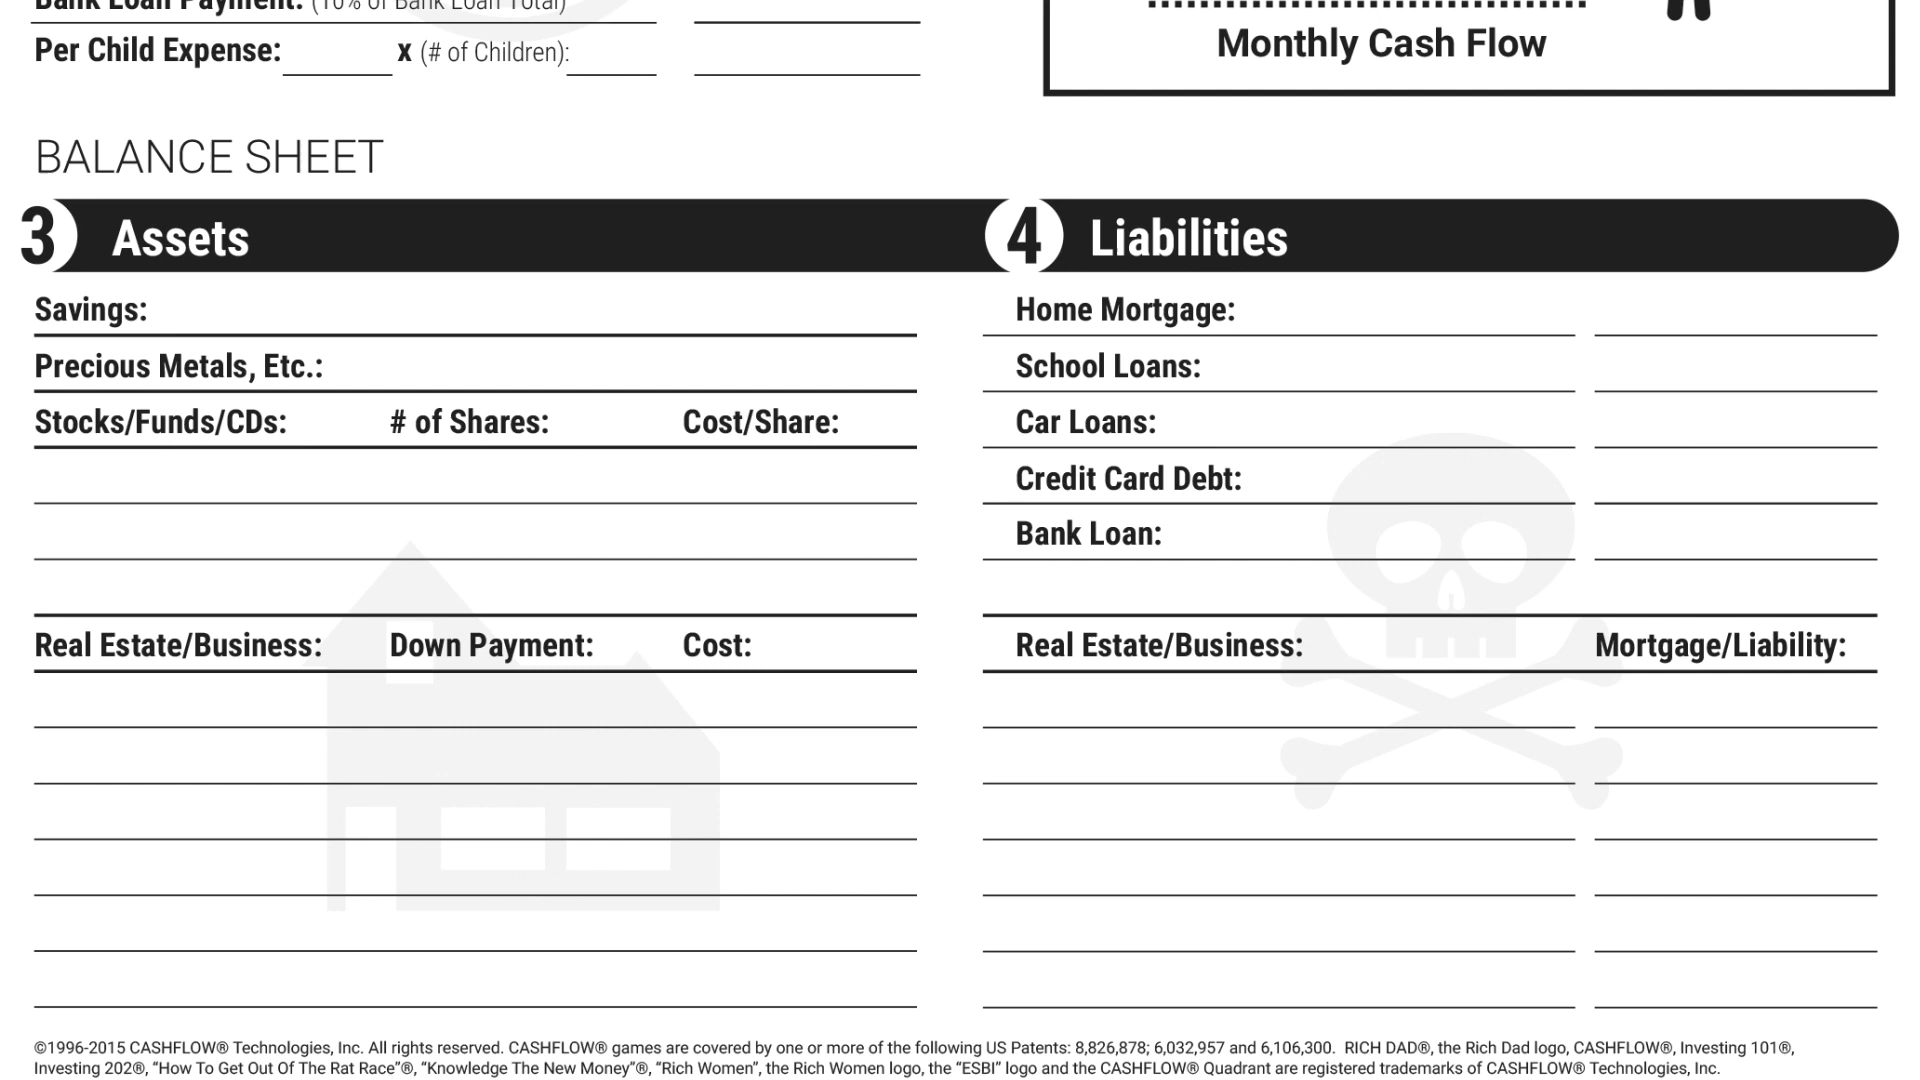 Bank Loan Payment: (10% of Bank Loan Total)
Per Child Expense: x (# of Children):
Monthly Cash Flow
BALANCE SHEET
3 Assets
4 Liabilities
Savings:
Precious Metals, Etc.:
Stocks/Funds/CDs: # of Shares: Cost/Share:
Real Estate/Business: Down Payment: Cost:
Home Mortgage:
School Loans:
Car Loans:
Credit Card Debt:
Bank Loan:
Real Estate/Business: Mortgage/Liability:
©1996-2015 CASHFLOW® Technologies, Inc. All rights reserved. CASHFLOW® games are covered by one or more of the following US Patents: 8,826,878; 6,032,957 and 6,106,300. RICH DAD®, the Rich Dad logo, CASHFLOW®, Investing 101®,
Investing 202®, “How To Get Out Of The Rat Race”®, “Knowledge The New Money”®, “Rich Women”, the Rich Women logo, the “ESBI” logo and the CASHFLOW® Quadrant are registered trademarks of CASHFLOW® Technologies, Inc.